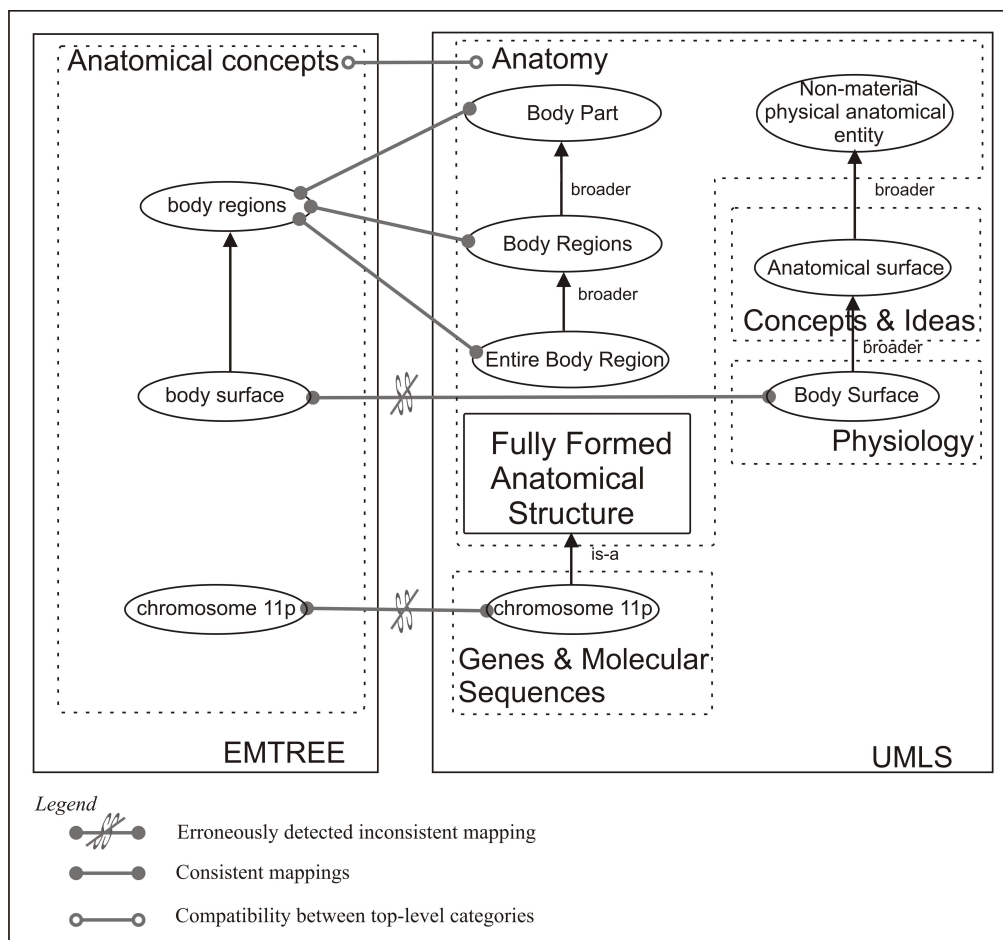 Anatomical concepts
Anatomy
Non-material
physical anatomical
entity
Body Part
broader
broader
body regions
Body Regions
Anatomical surface
broader
Concepts & Ideas
broader
Entire Body Region
body surface
Body Surface
Physiology
Fully Formed
Anatomical
Structure
is-a
chromosome 11p
chromosome 11p
Genes & Molecular
Sequences
EMTREE
UMLS
Legend
Erroneously detected inconsistent mapping
Consistent mappings
Compatibility between top-level categories